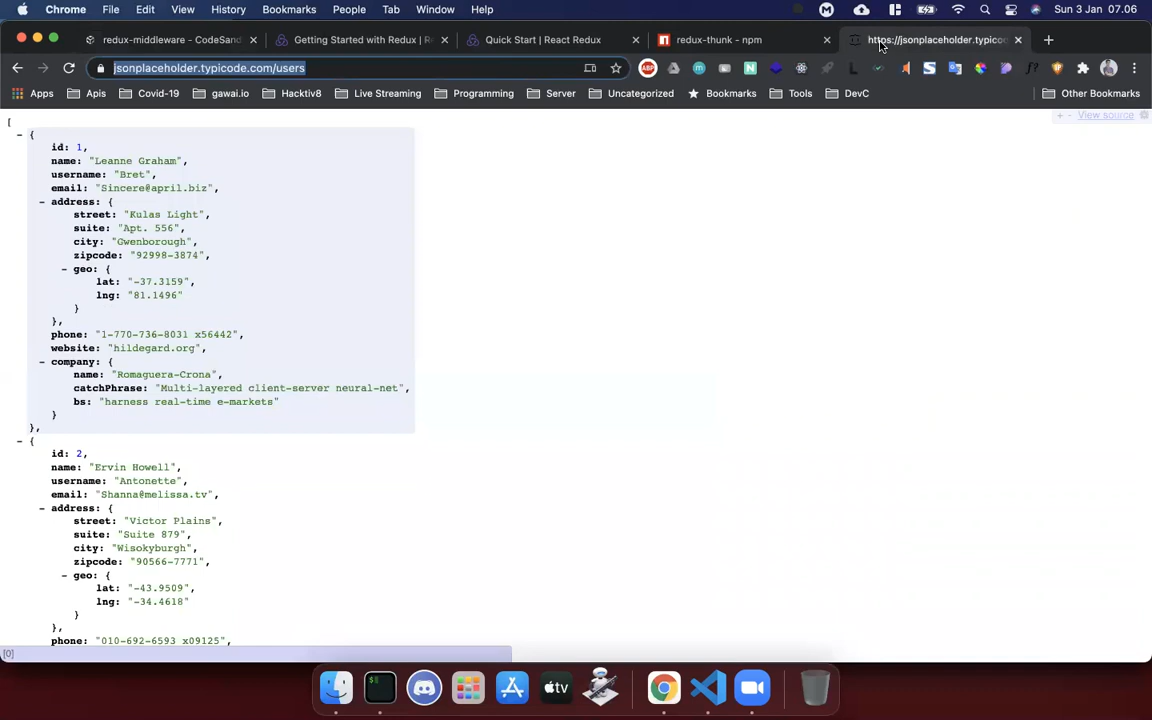 Chrome File Edit View History Bookmarks People Tab Window Help Sun 3 Jan 07.06
redux-middleware - CodeSand Getting Started with Redux | Re Quick Start | React Redux redux-thunk - npm https://jsonplaceholder.typico
jsonplaceholder.typicode.com/users
Apps Apis Covid-19 gawai.io Hacktiv8 Live Streaming Programming Server Uncategorized Bookmarks Tools DevC Other Bookmarks
+ - View source
[
- {
id: 1,
name: "Leanne Graham",
username: "Bret",
email: "Sincere@april.biz",
- address: {
street: "Kulas Light",
suite: "Apt. 556",
city: "Gwenborough",
zipcode: "92998-3874",
- geo: {
lat: "-37.3159",
lng: "81.1496"
}
},
phone: "1-770-736-8031 x56442",
website: "hildegard.org",
- company: {
name: "Romaguera-Crona",
catchPhrase: "Multi-layered client-server neural-net",
bs: "harness real-time e-markets"
}
},
- {
id: 2,
name: "Ervin Howell",
username: "Antonette",
email: "Shanna@melissa.tv",
- address: {
street: "Victor Plains",
suite: "Suite 879",
city: "Wisokyburgh",
zipcode: "90566-7771",
- geo: {
lat: "-43.9509",
lng: "-34.4618"
}
},
phone: "010-692-6593 x09125",
[0]